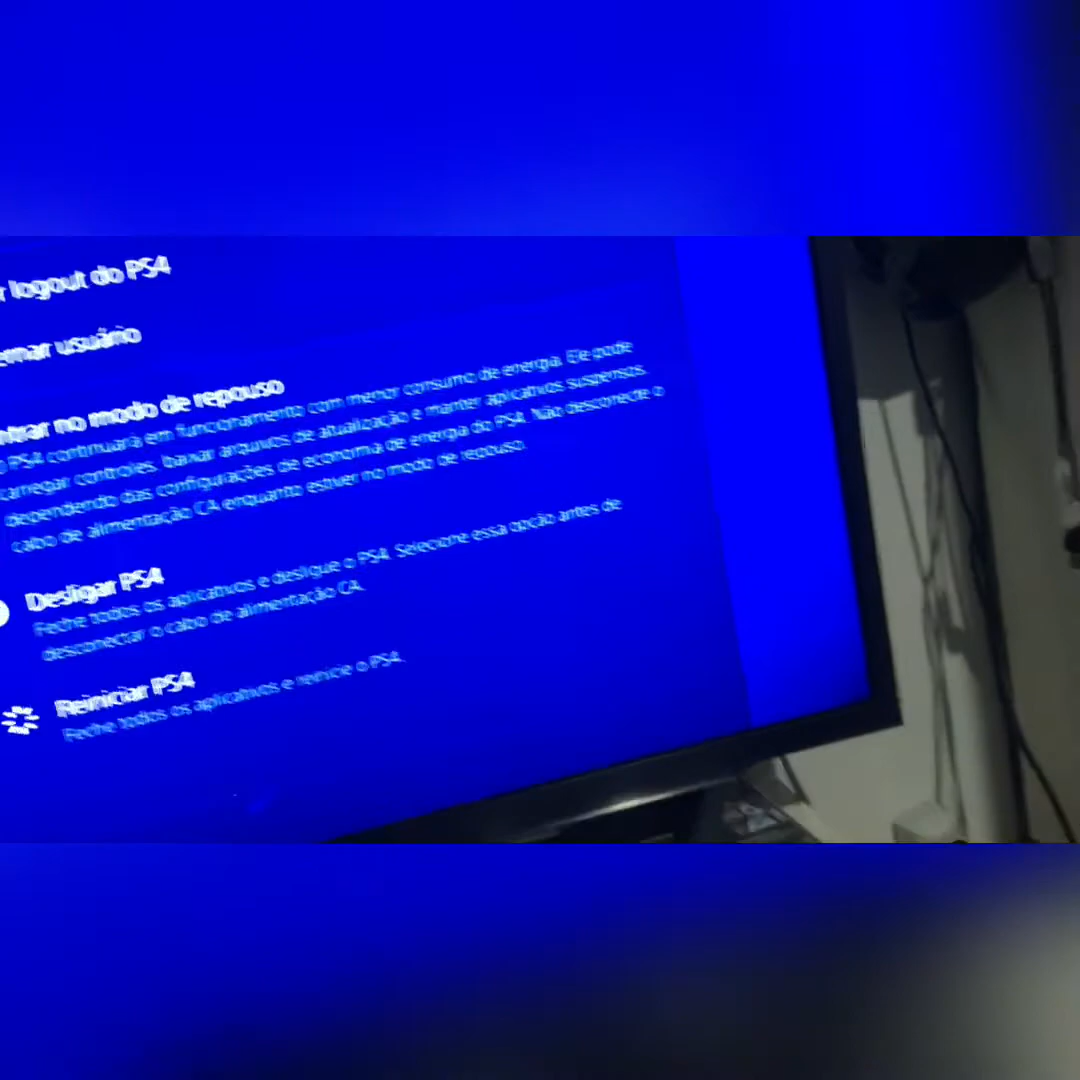 r logout do PS4
ernar usuário
ntrar no modo de repouso
o PS4 continuará em funcionamento com menor consumo de energia. Ele pode
carregar controles, baixar arquivos de atualização e manter aplicativos suspensos,
dependendo das configurações de economia de energia do PS4. Não desconecte o
cabo de alimentação CA enquanto estiver no modo de repouso.
Desligar PS4
Feche todos os aplicativos e desligue o PS4. Selecione essa opção antes de
desconectar o cabo de alimentação CA.
Reiniciar PS4
Feche todos os aplicativos e reinicie o PS4.